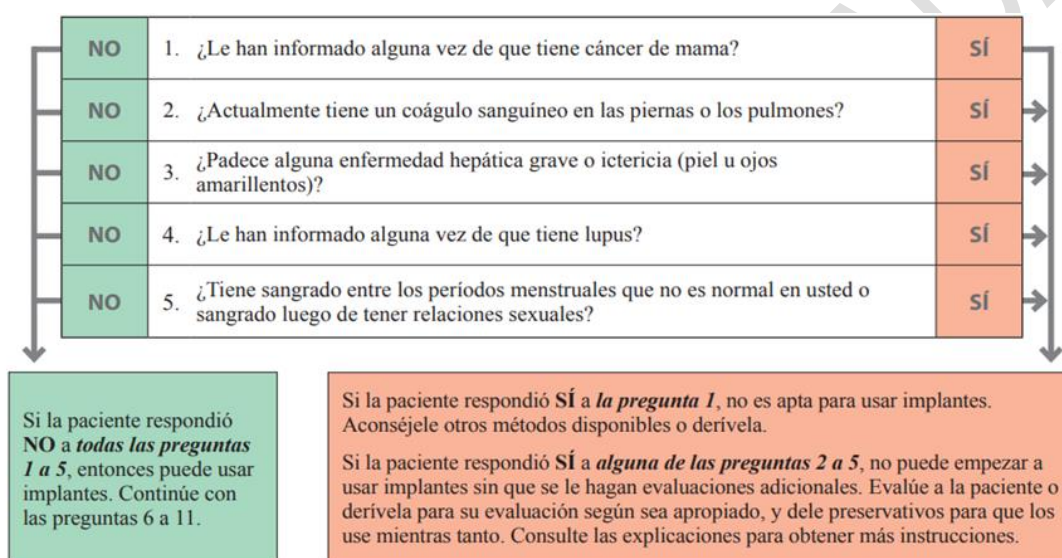 NO 1. ¿Le han informado alguna vez de que tiene cáncer de mama? SÍ
NO 2. ¿Actualmente tiene un coágulo sanguíneo en las piernas o los pulmones? SÍ
NO 3. ¿Padece alguna enfermedad hepática grave o ictericia (piel u ojos
amarillentos)? SÍ
NO 4. ¿Le han informado alguna vez de que tiene lupus? SÍ
NO 5. ¿Tiene sangrado entre los períodos menstruales que no es normal en usted o
sangrado luego de tener relaciones sexuales? SÍ
Si la paciente respondió
NO a todas las preguntas
1 a 5, entonces puede usar
implantes. Continúe con
las preguntas 6 a 11.
Si la paciente respondió SÍ a la pregunta 1, no es apta para usar implantes.
Aconséjele otros métodos disponibles o derívela.
Si la paciente respondió SÍ a alguna de las preguntas 2 a 5, no puede empezar a
usar implantes sin que se le hagan evaluaciones adicionales. Evalúe a la paciente o
derívela para su evaluación según sea apropiado, y dele preservativos para que los
use mientras tanto. Consulte las explicaciones para obtener más instrucciones.